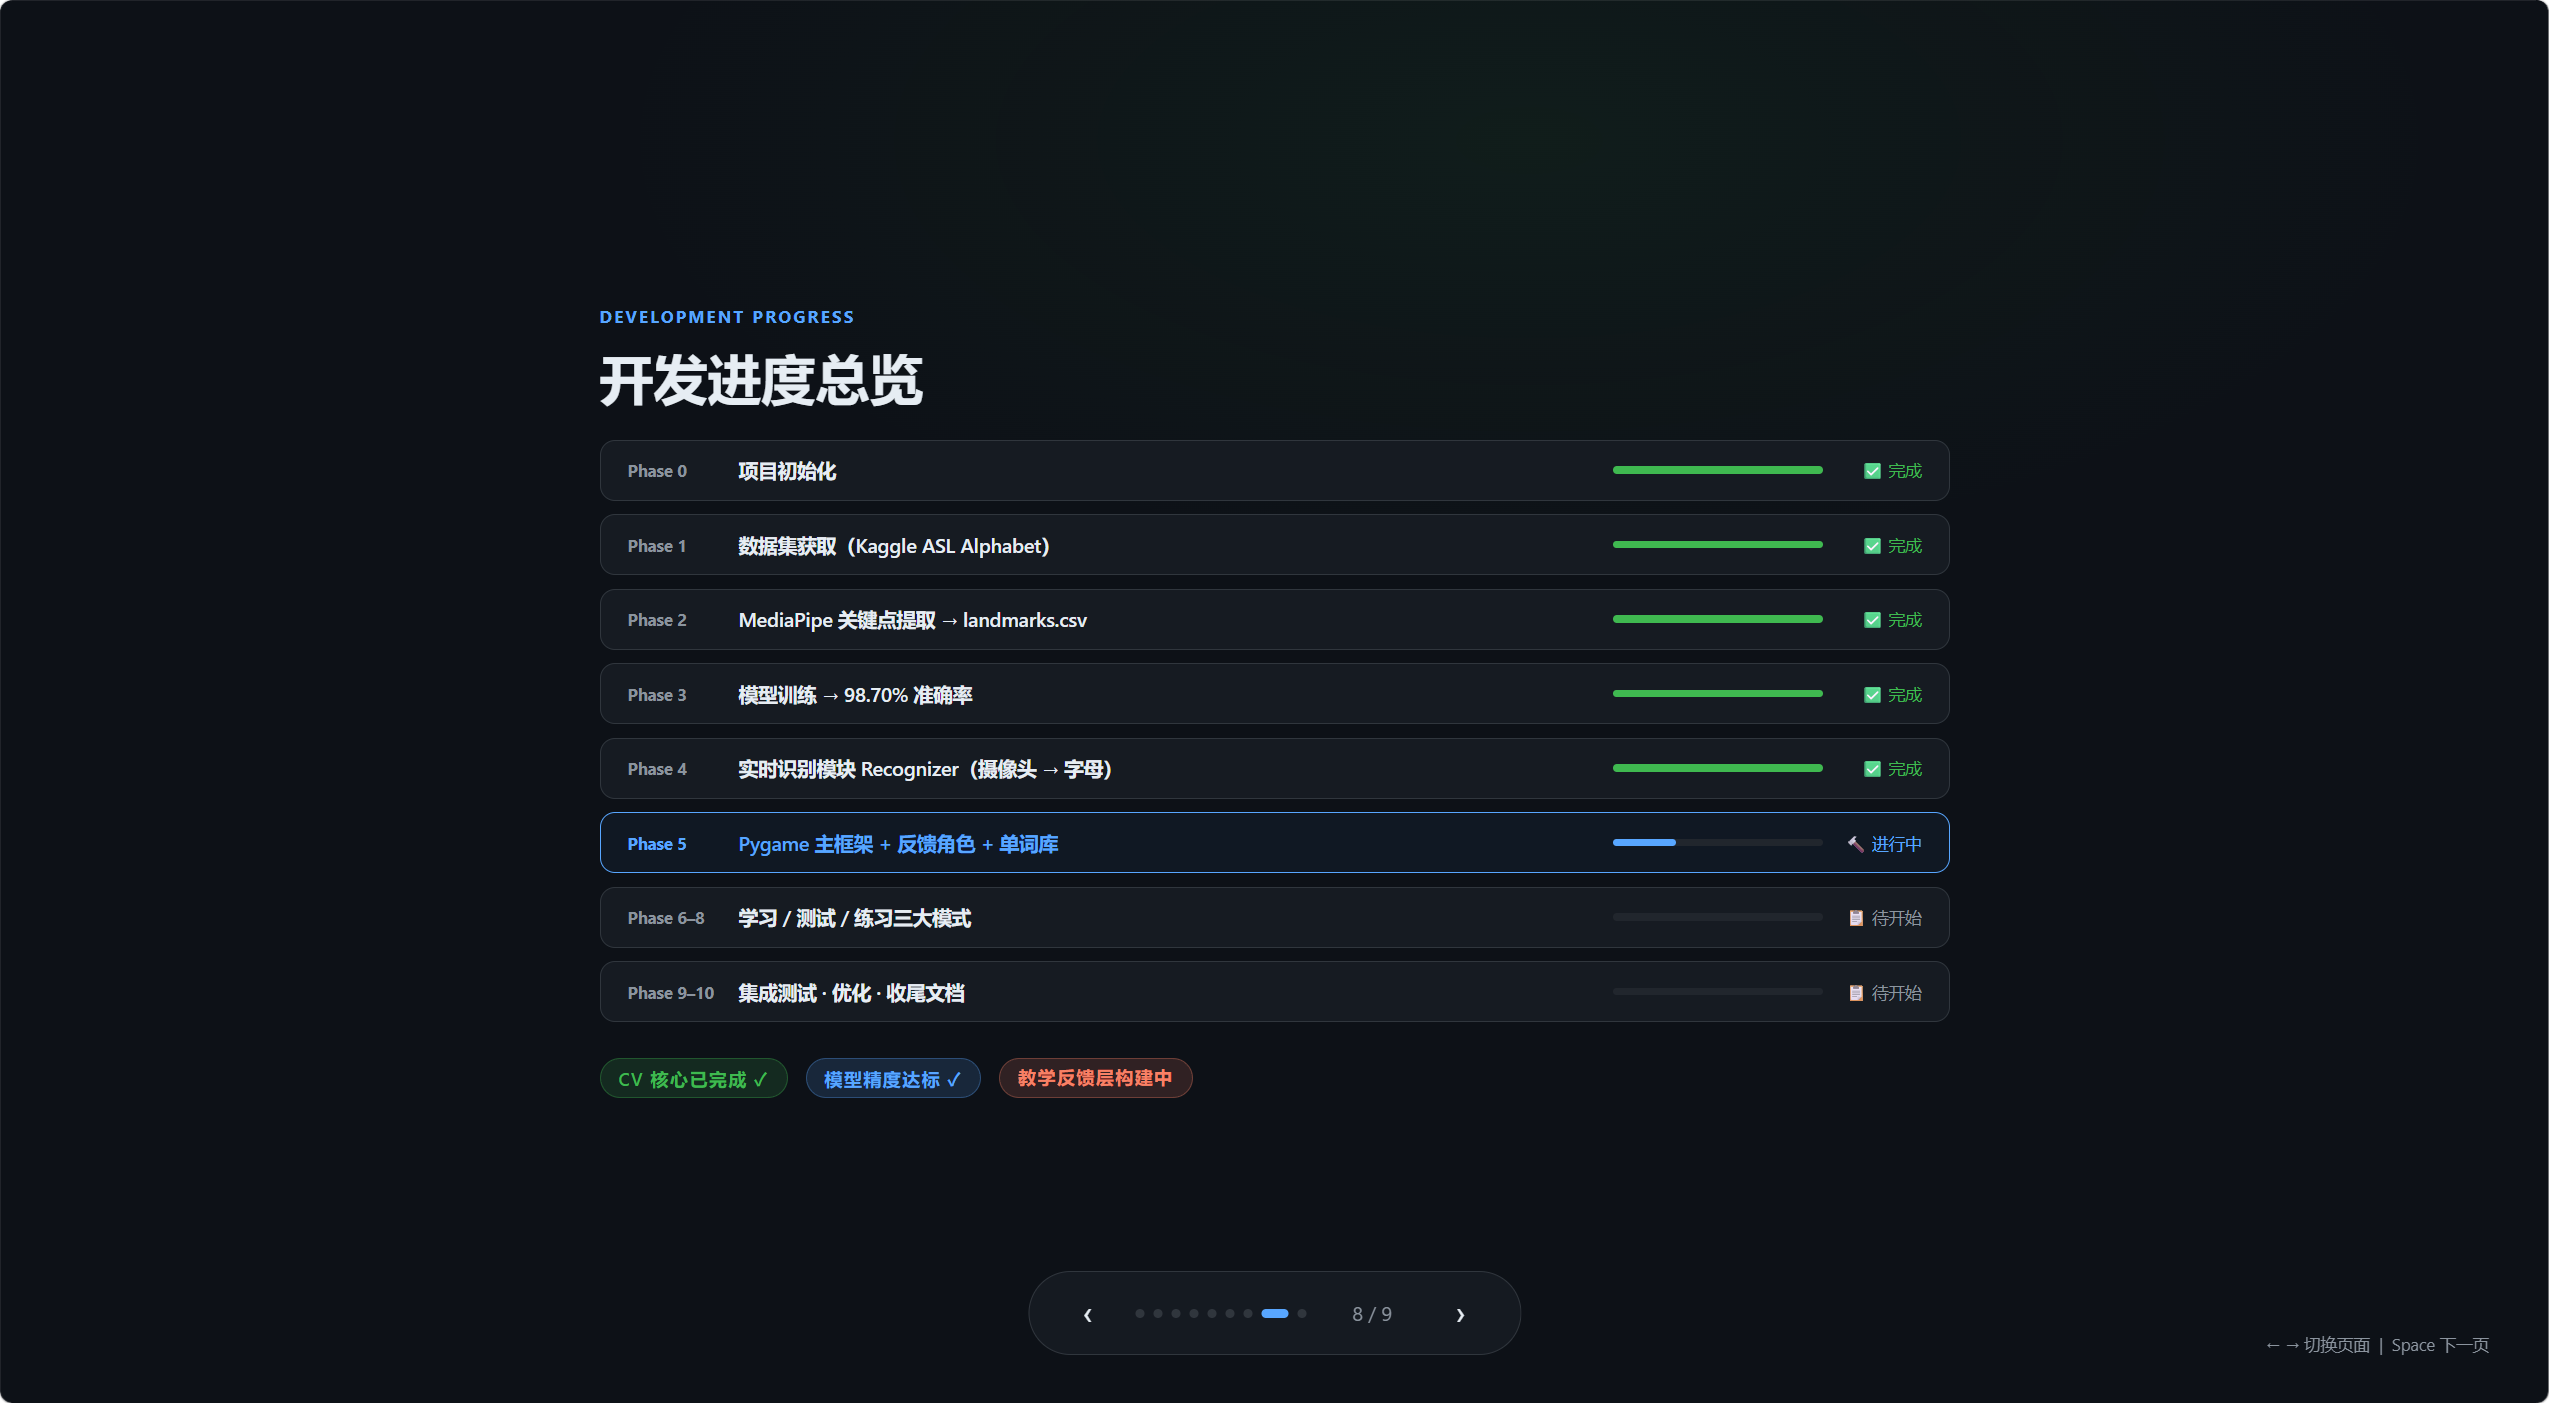 DEVELOPMENT PROGRESS
开发进度总览
Phase 0 项目初始化 ✅ 完成
Phase 1 数据集获取（Kaggle ASL Alphabet） ✅ 完成
Phase 2 MediaPipe 关键点提取 → landmarks.csv ✅ 完成
Phase 3 模型训练 → 98.70% 准确率 ✅ 完成
Phase 4 实时识别模块 Recognizer（摄像头 → 字母） ✅ 完成
Phase 5 Pygame 主框架 + 反馈角色 + 单词库 🔨 进行中
Phase 6–8 学习 / 测试 / 练习三大模式 📋 待开始
Phase 9–10 集成测试 · 优化 · 收尾文档 📋 待开始
CV 核心已完成 ✓ 模型精度达标 ✓ 教学反馈层构建中
‹ 8 / 9 ›
← → 切换页面 | Space 下一页